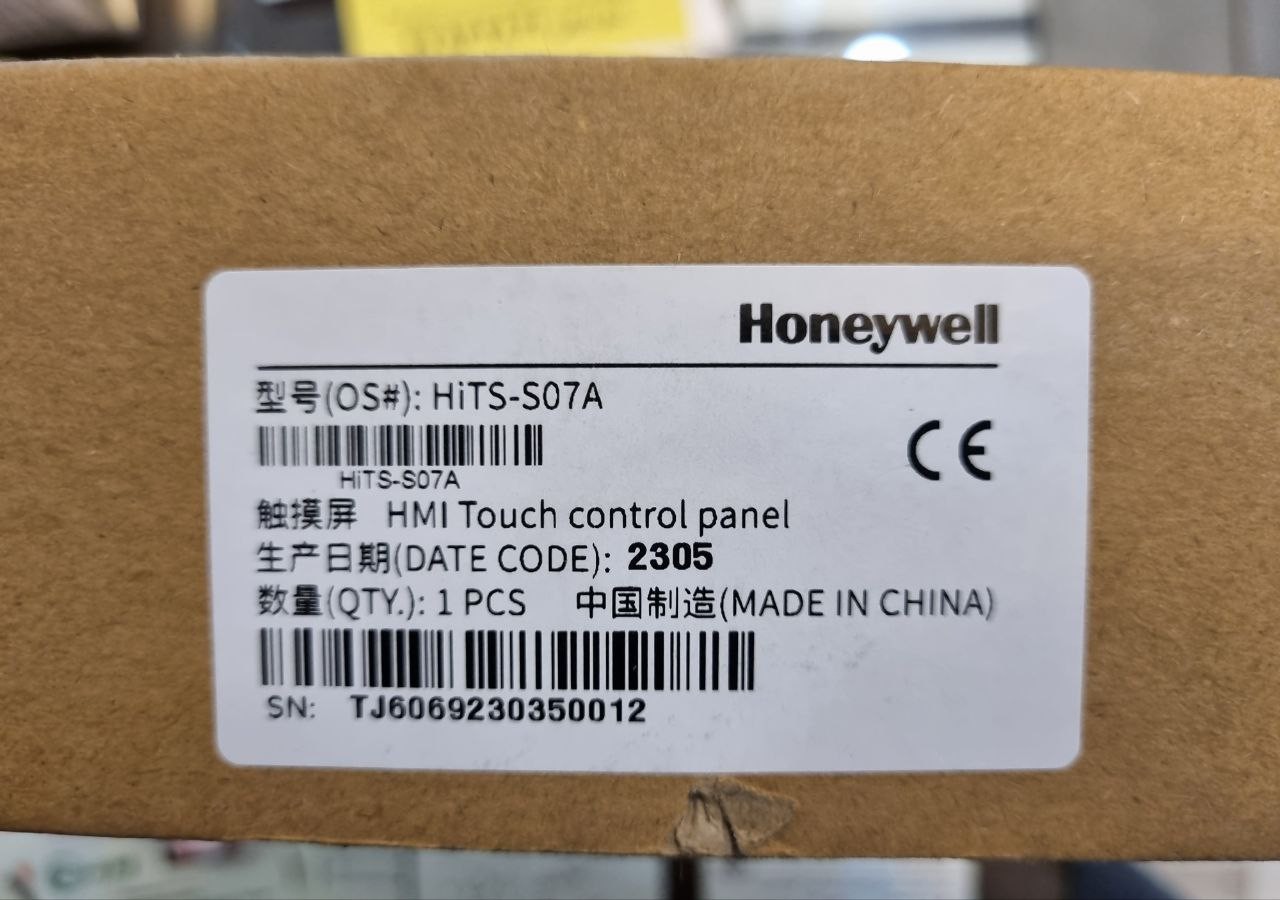 Honeywell
型号(OS#): HiTS-S07A
HiTS-S07A
CE
触摸屏 HMI Touch control panel
生产日期(DATE CODE): 2305
数量(QTY.): 1 PCS 中国制造(MADE IN CHINA)
SN: TJ6069230350012